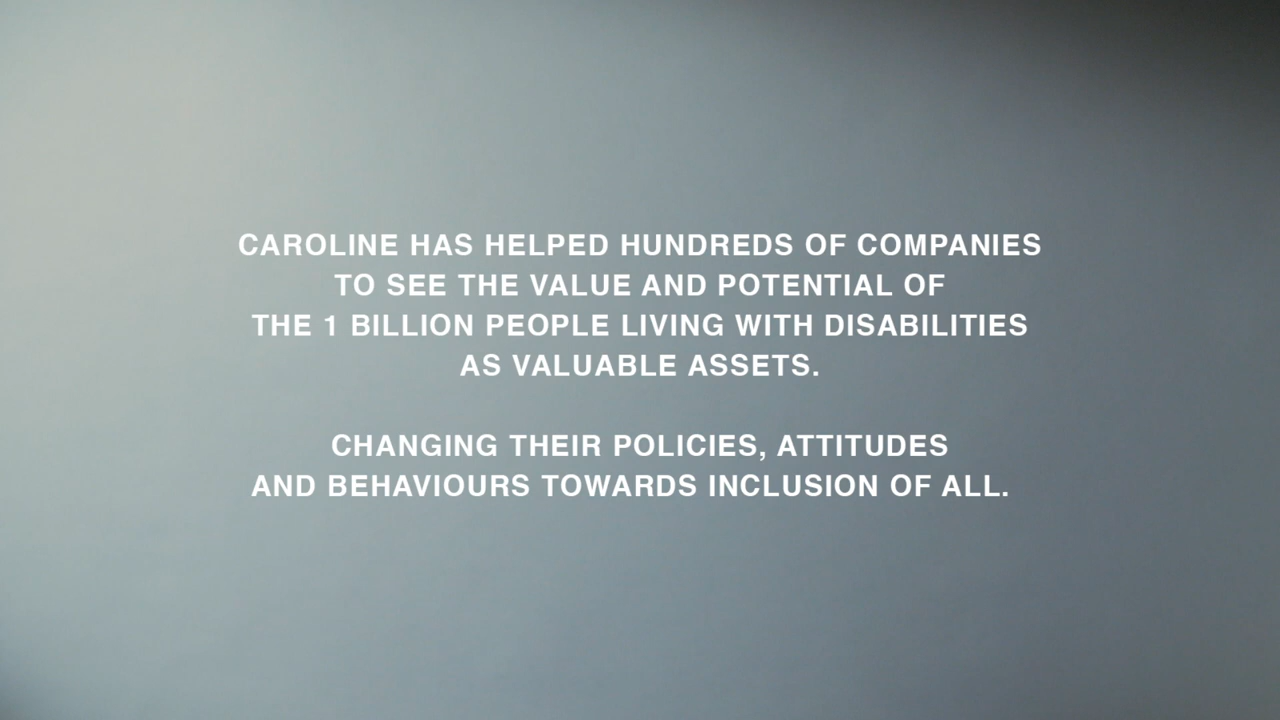 CAROLINE HAS HELPED HUNDREDS OF COMPANIES
TO SEE THE VALUE AND POTENTIAL OF
THE 1 BILLION PEOPLE LIVING WITH DISABILITIES
AS VALUABLE ASSETS.
CHANGING THEIR POLICIES, ATTITUDES
AND BEHAVIOURS TOWARDS INCLUSION OF ALL.